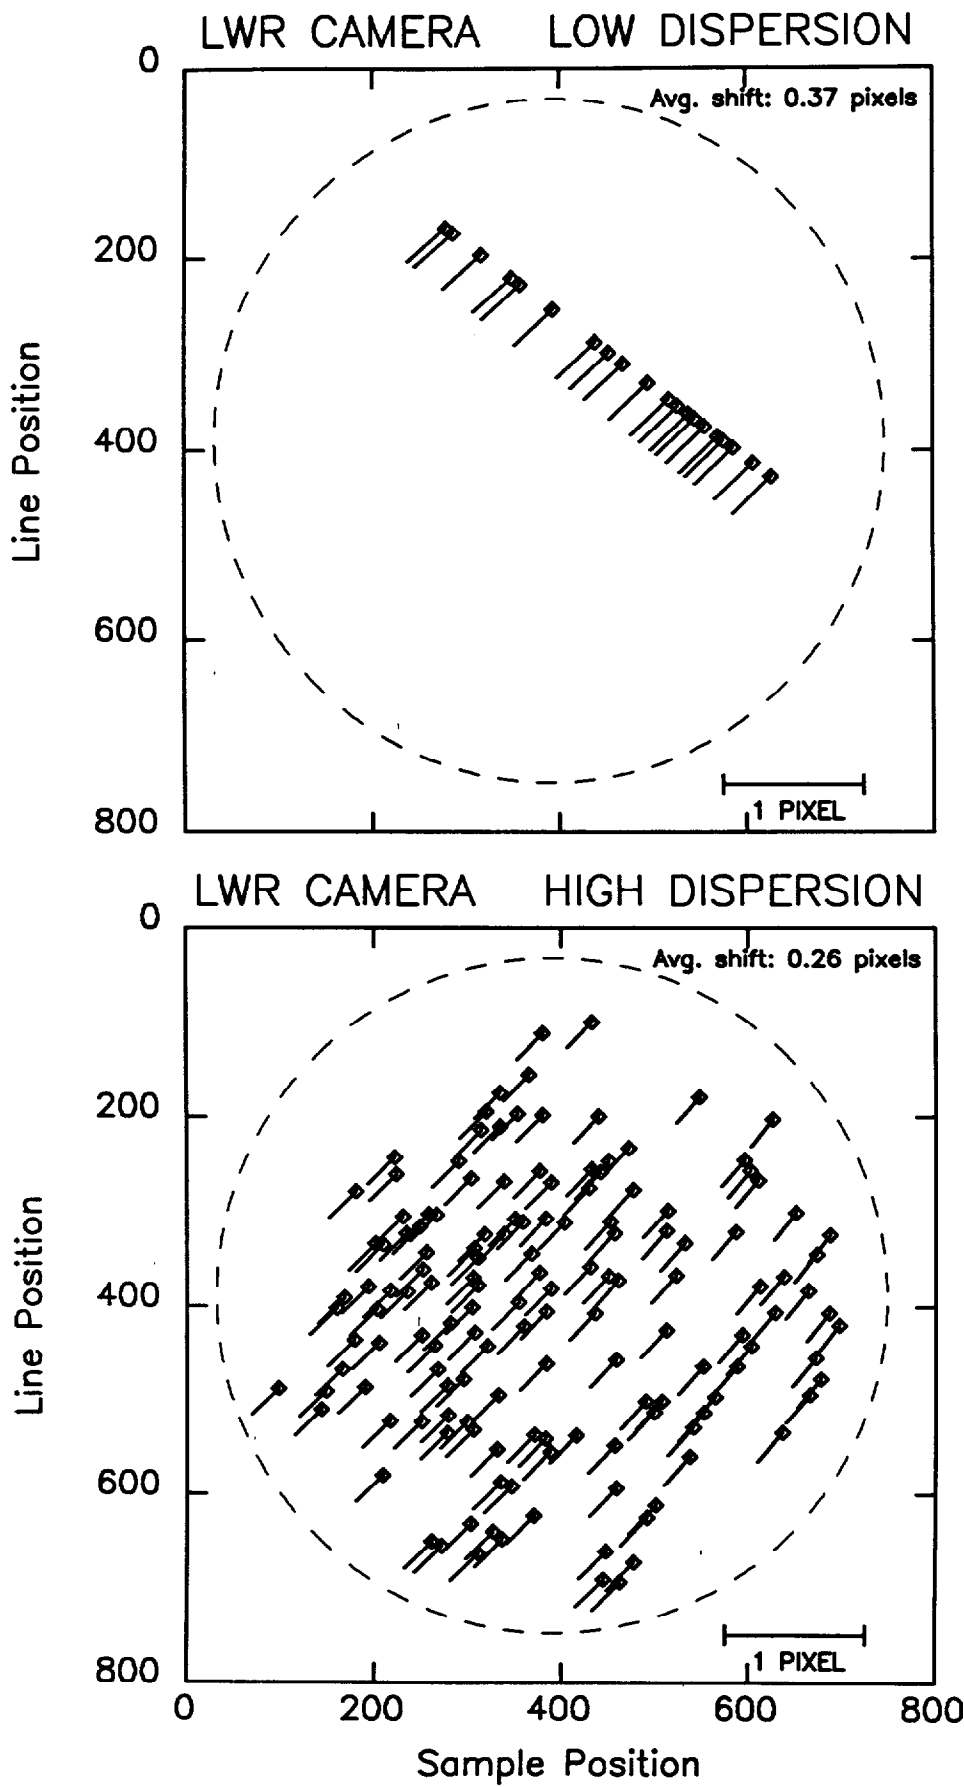 LWR CAMERA LOW DISPERSION
0
Avg. shift: 0.37 pixels
200
400
600
800
Line Position
1 PIXEL
LWR CAMERA HIGH DISPERSION
0
Avg. shift: 0.26 pixels
200
400
600
800
Line Position
1 PIXEL
0 200 400 600 800
Sample Position